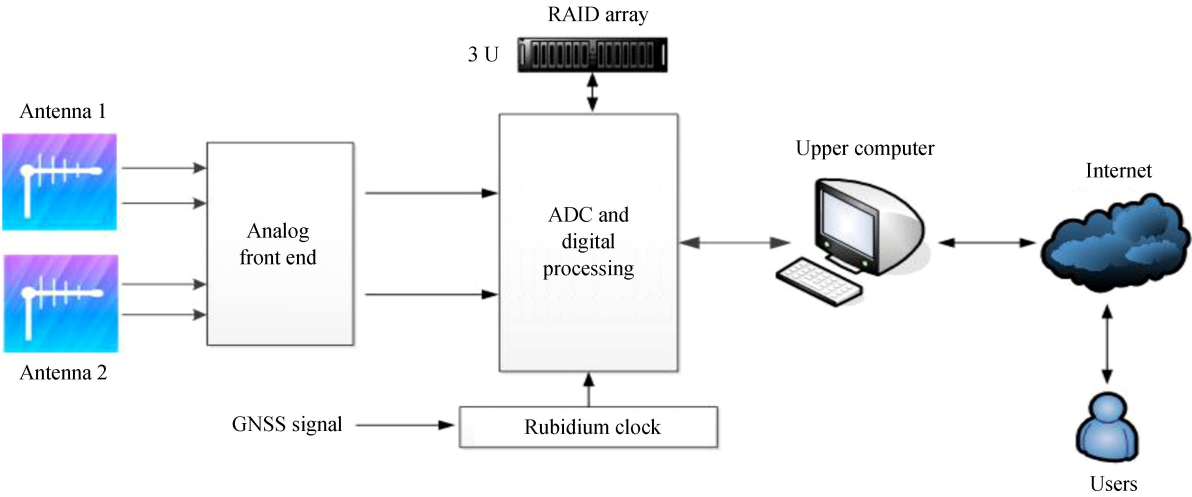 RAID array
3 U
Antenna 1
Analog
front end
Antenna 2
ADC and
digital
processing
Upper computer
Internet
GNSS signal
Rubidium clock
Users